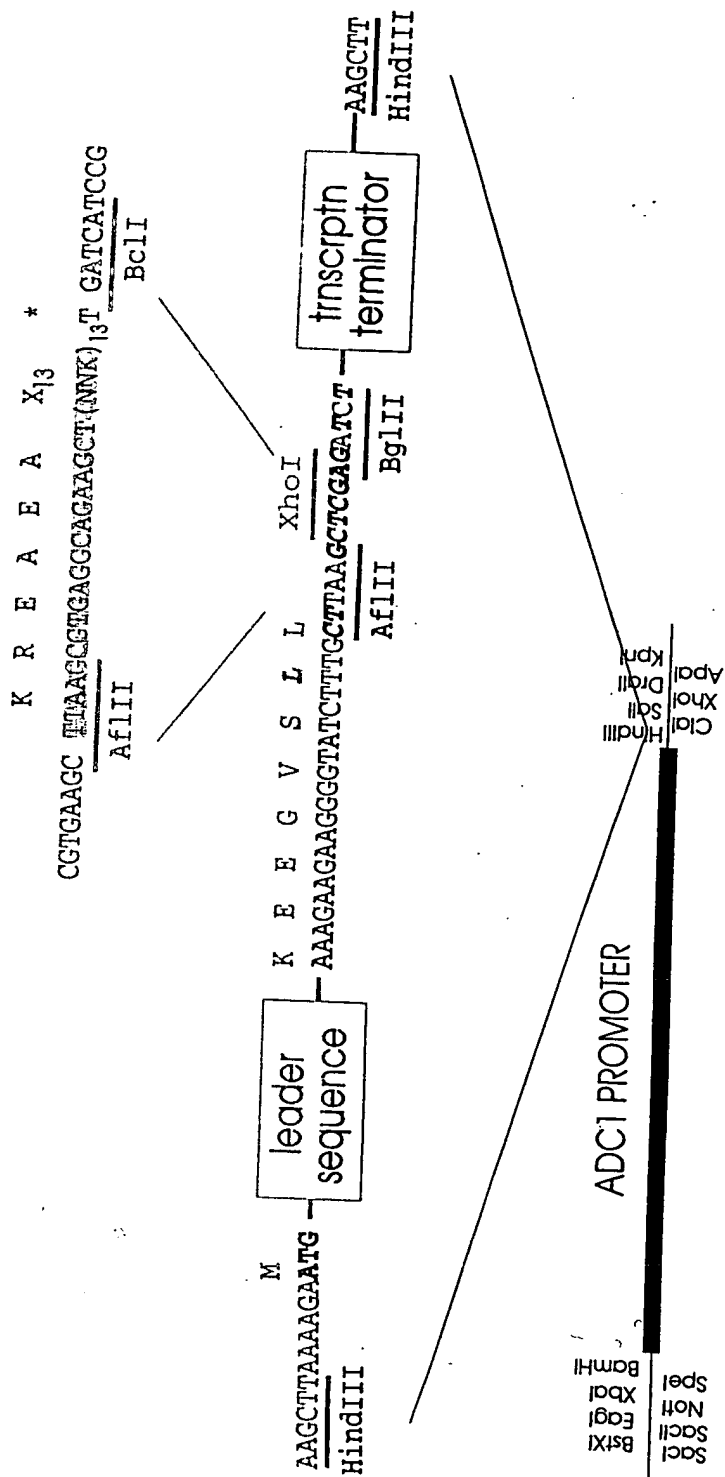 K R E A E A X13 *
CGTGAAGC TTAAGCGTGAGGCAGAAGCT(NNK)13T GATCATCCG
AflII BclI
M K E E G V S L L XhoI
AAGCTTAAAAGAATG leader sequence AAAGAAGAAGGGGTATCTTTGCTTAAGCTCGAGATCT trnscrptn terminator AAGCTT
HindIII AflII BglII HindIII
ADC1 PROMOTER
BstXI EagI XbaI BamHI
SacI SacII NotI SpeI
HindIII SalI DraII KpnI
ClaI XhoI ApaI